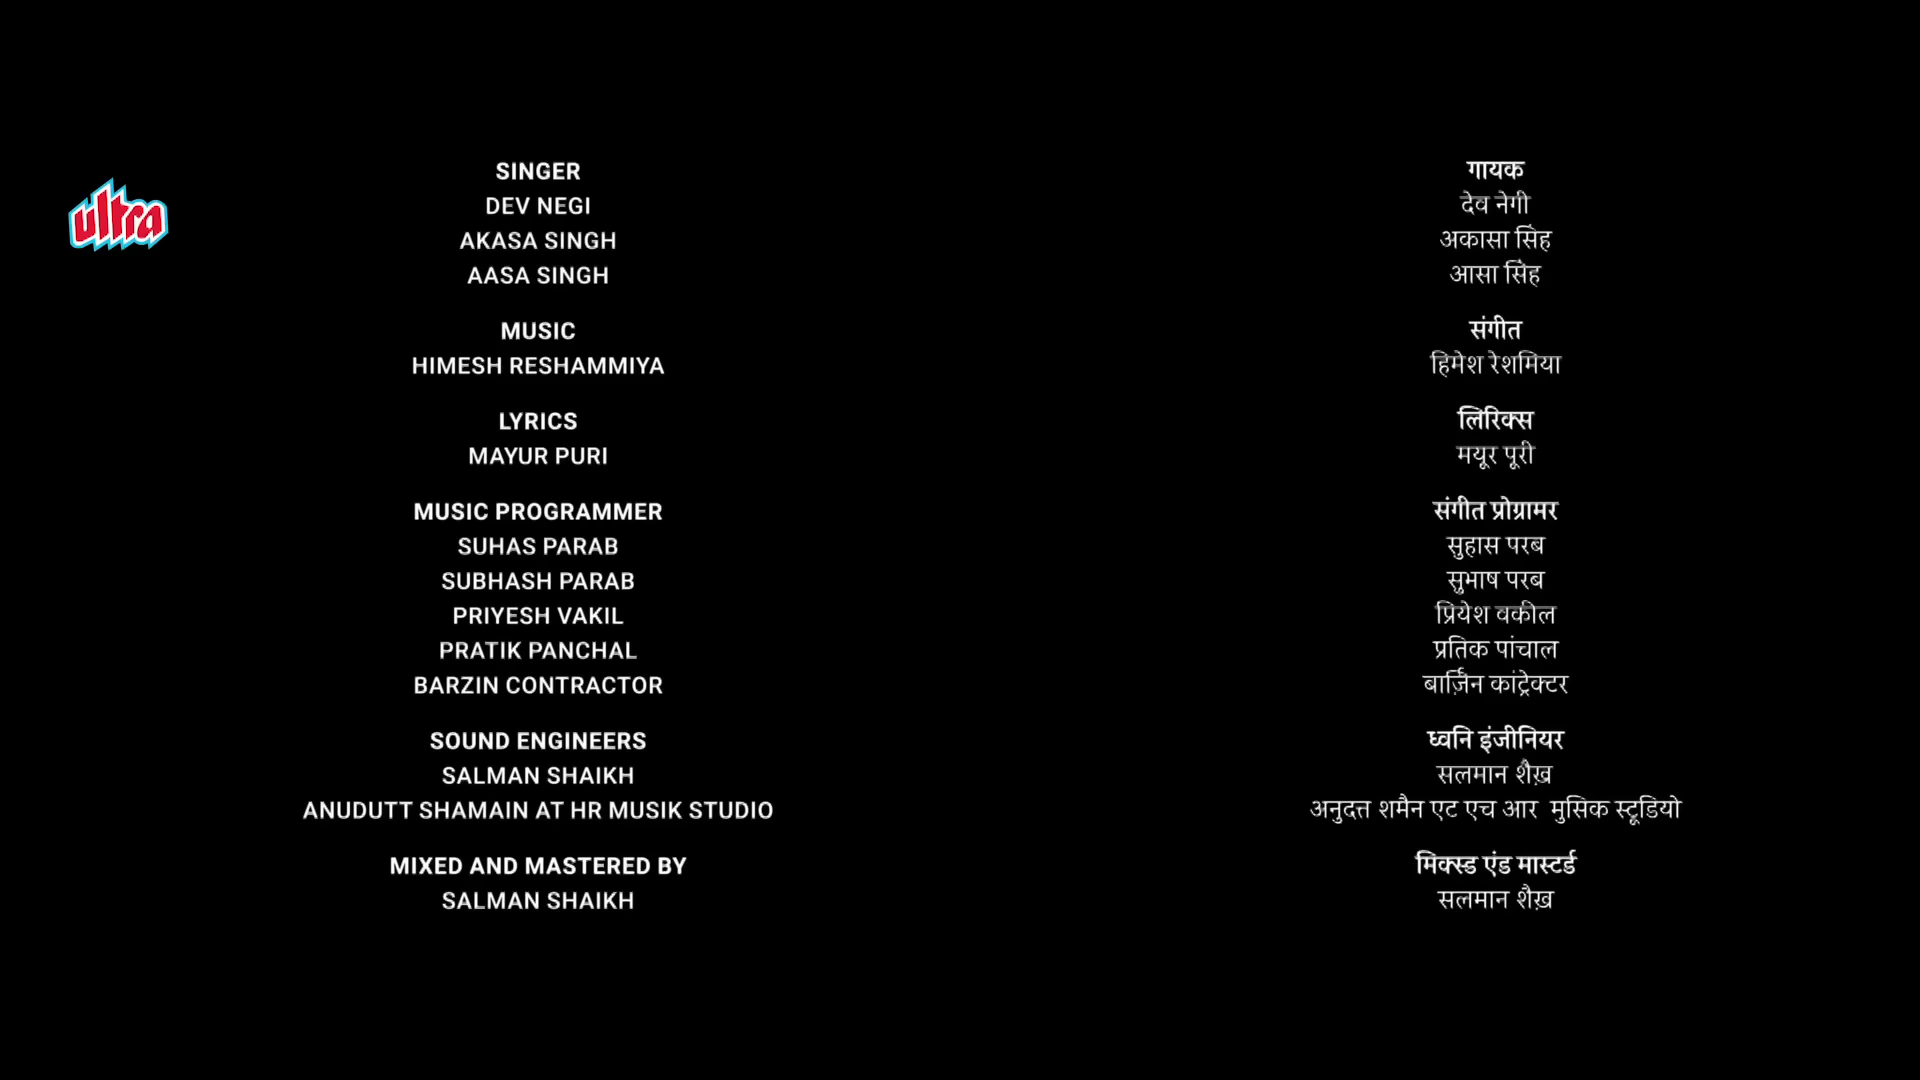 ultra
SINGER
DEV NEGI
AKASA SINGH
AASA SINGH
MUSIC
HIMESH RESHAMMIYA
LYRICS
MAYUR PURI
MUSIC PROGRAMMER
SUHAS PARAB
SUBHASH PARAB
PRIYESH VAKIL
PRATIK PANCHAL
BARZIN CONTRACTOR
SOUND ENGINEERS
SALMAN SHAIKH
ANUDUTT SHAMAIN AT HR MUSIK STUDIO
MIXED AND MASTERED BY
SALMAN SHAIKH
गायक
देव नेगी
अकासा सिंह
आसा सिंह
संगीत
हिमेश रेशमिया
लिरिक्स
मयूर पूरी
संगीत प्रोग्रामर
सुहास परब
सुभाष परब
प्रियेश वकील
प्रतिक पांचाल
बार्ज़िन कांट्रेक्टर
ध्वनि इंजीनियर
सलमान शैख़
अनुदत्त शमैन एट एच आर मुसिक स्टूडियो
मिक्स्ड एंड मास्टर्ड
सलमान शैख़